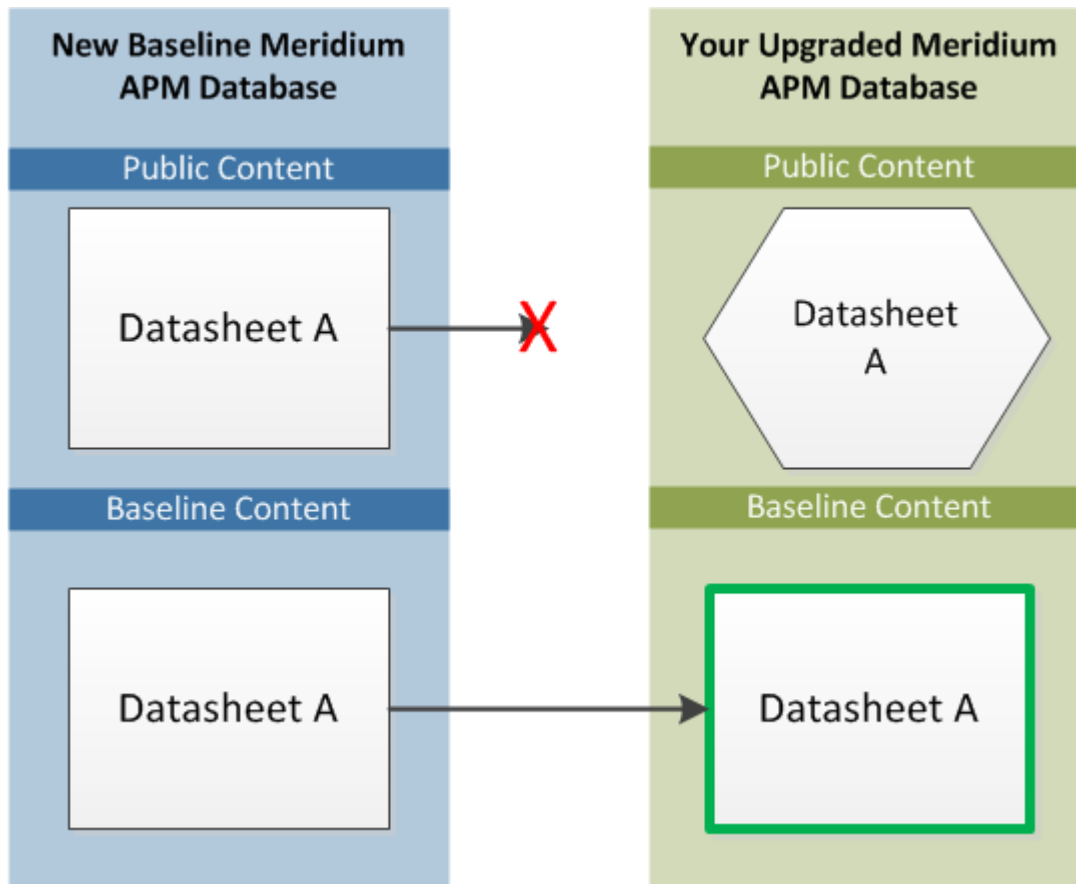 New Baseline Meridium
APM Database
Public Content
Datasheet A
Baseline Content
Datasheet A
X
Your Upgraded Meridium
APM Database
Public Content
Datasheet
A
Baseline Content
Datasheet A